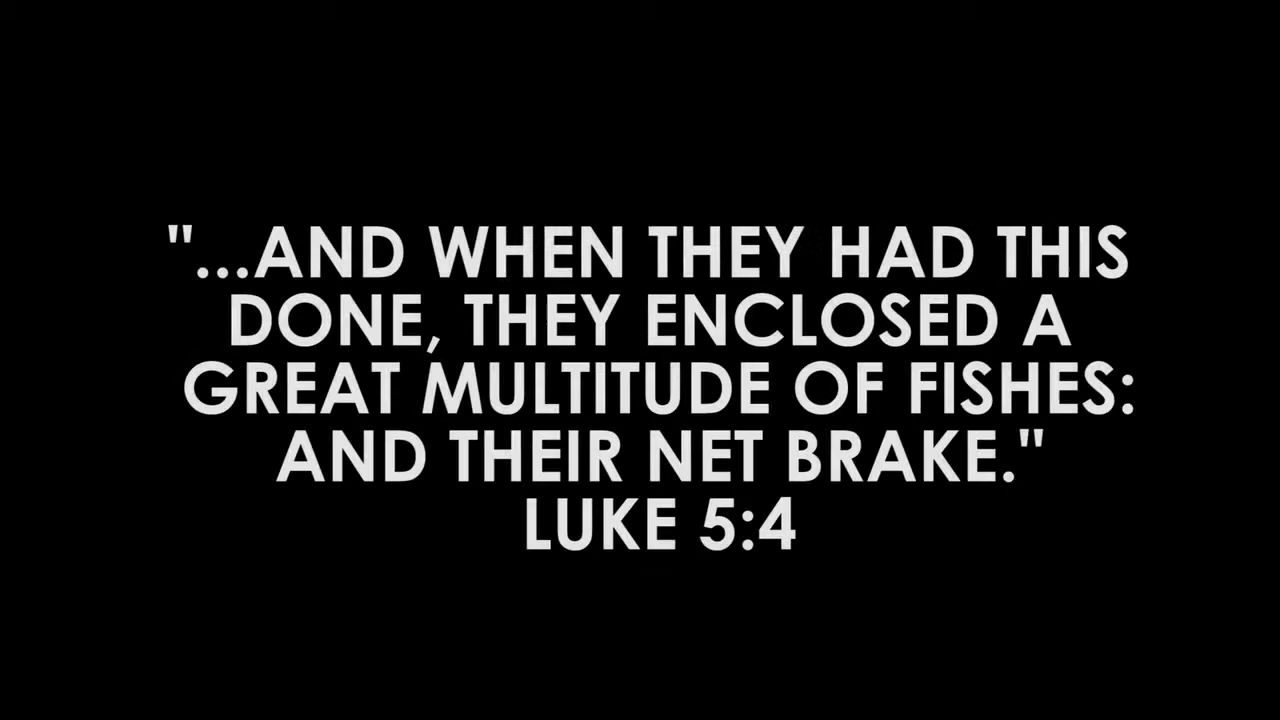 "...AND WHEN THEY HAD THIS
DONE, THEY ENCLOSED A
GREAT MULTITUDE OF FISHES:
AND THEIR NET BRAKE."
LUKE 5:4